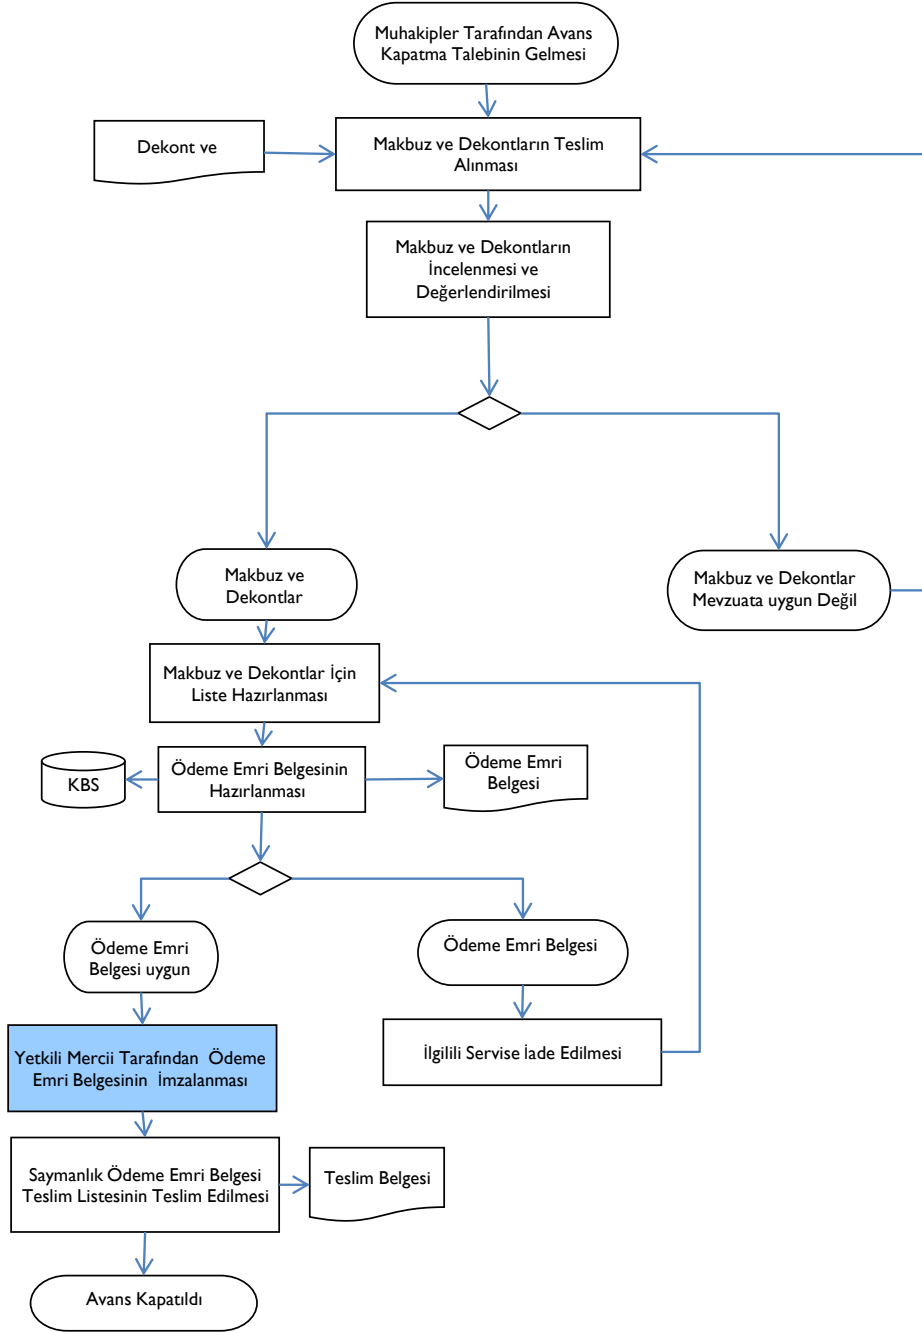 Muhakipler Tarafından Avans
Kapatma Talebinin Gelmesi
Dekont ve
Makbuz ve Dekontların Teslim
Alınması
Makbuz ve Dekontların
İncelenmesi ve
Değerlendirilmesi
Makbuz ve
Dekontlar
Makbuz ve Dekontlar
Mevzuata uygun Değil
Makbuz ve Dekontlar İçin
Liste Hazırlanması
KBS
Ödeme Emri Belgesinin
Hazırlanması
Ödeme Emri
Belgesi
Ödeme Emri
Belgesi uygun
Ödeme Emri Belgesi
Yetkili Mercii Tarafından Ödeme
Emri Belgesinin İmzalanması
İlgilili Servise İade Edilmesi
Saymanlık Ödeme Emri Belgesi
Teslim Listesinin Teslim Edilmesi
Teslim Belgesi
Avans Kapatıldı